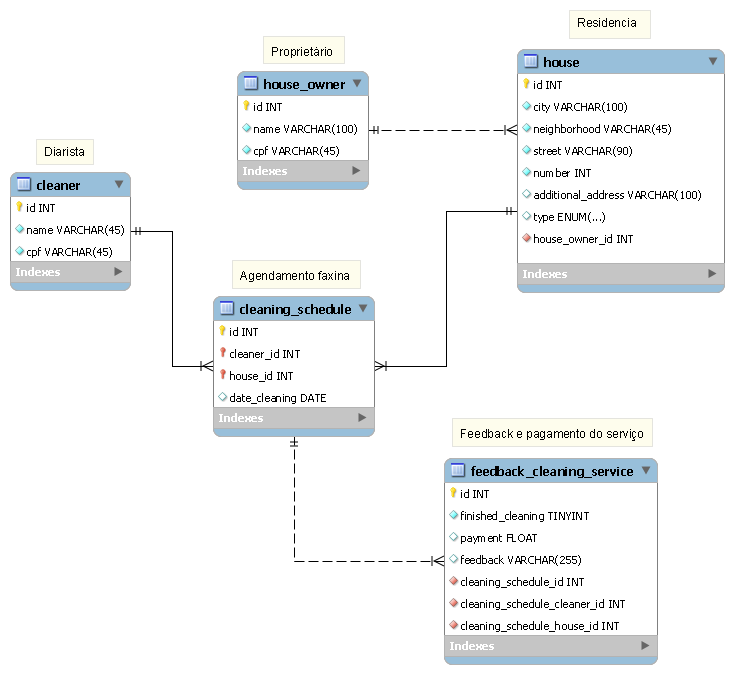 Residencia
house
id INT
city VARCHAR(100)
neighborhood VARCHAR(45)
street VARCHAR(90)
number INT
additional_address VARCHAR(100)
type ENUM(...)
house_owner_id INT
Indexes
Proprietário
house_owner
id INT
name VARCHAR(100)
cpf VARCHAR(45)
Indexes
Diarista
cleaner
id INT
name VARCHAR(45)
cpf VARCHAR(45)
Indexes
Agendamento faxina
cleaning_schedule
id INT
cleaner_id INT
house_id INT
date_cleaning DATE
Indexes
Feedback e pagamento do serviço
feedback_cleaning_service
id INT
finished_cleaning TINYINT
payment FLOAT
feedback VARCHAR(255)
cleaning_schedule_id INT
cleaning_schedule_cleaner_id INT
cleaning_schedule_house_id INT
Indexes